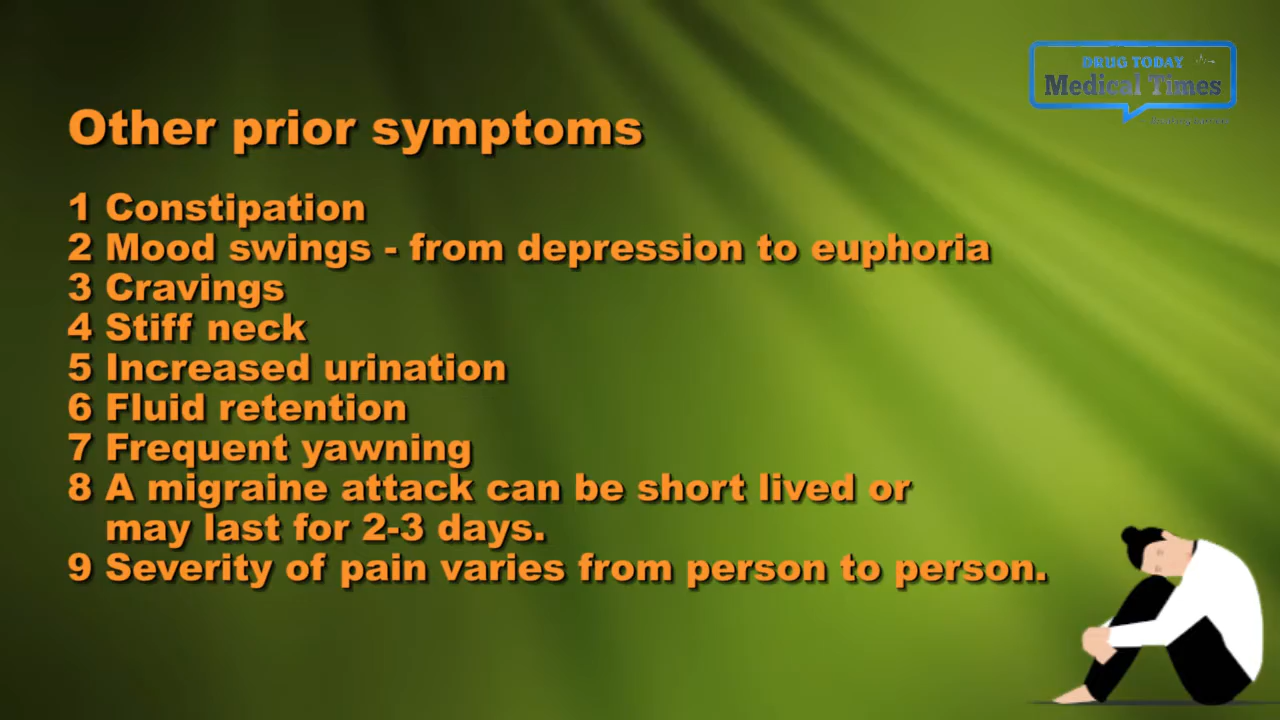 DRUG TODAY
Medical Times
Other prior symptoms
1 Constipation
2 Mood swings - from depression to euphoria
3 Cravings
4 Stiff neck
5 Increased urination
6 Fluid retention
7 Frequent yawning
8 A migraine attack can be short lived or
may last for 2-3 days.
9 Severity of pain varies from person to person.